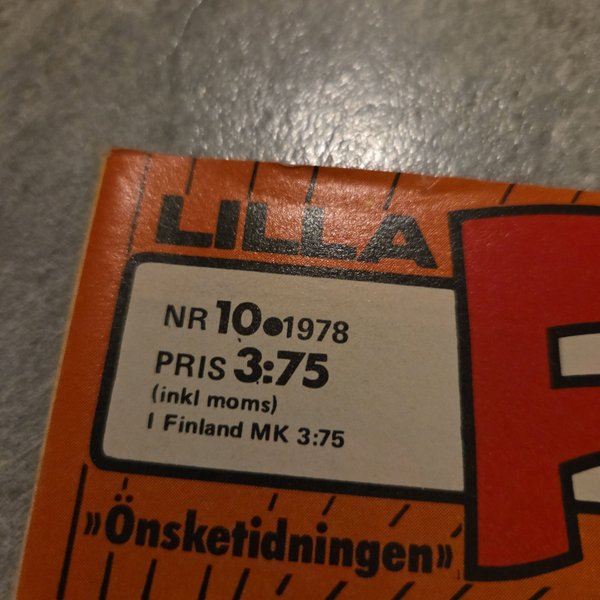 LILLA
NR 10•1978
PRIS 3:75
(inkl moms)
I Finland MK 3:75
»Önsketidningen»